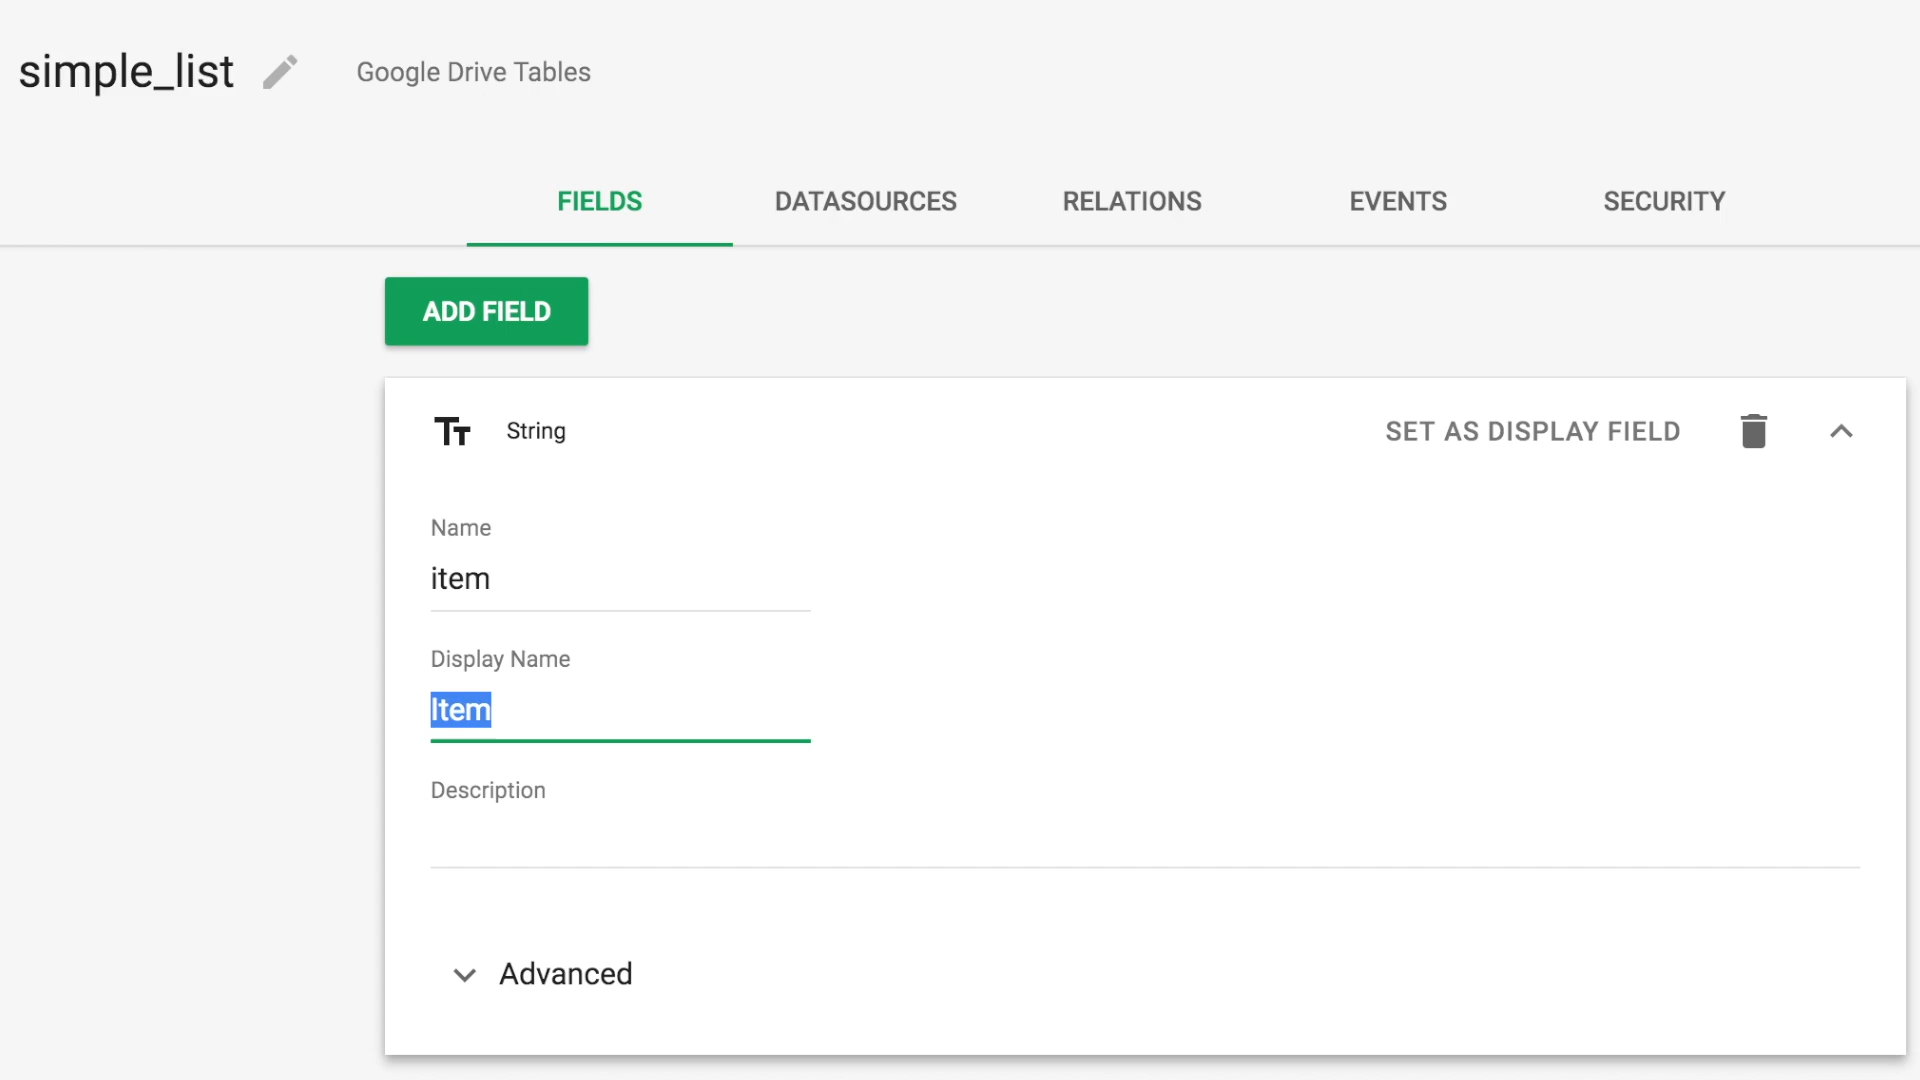 simple_list Google Drive Tables
FIELDS DATASOURCES RELATIONS EVENTS SECURITY
ADD FIELD
String SET AS DISPLAY FIELD
Name
item
Display Name
Item
Description
Advanced